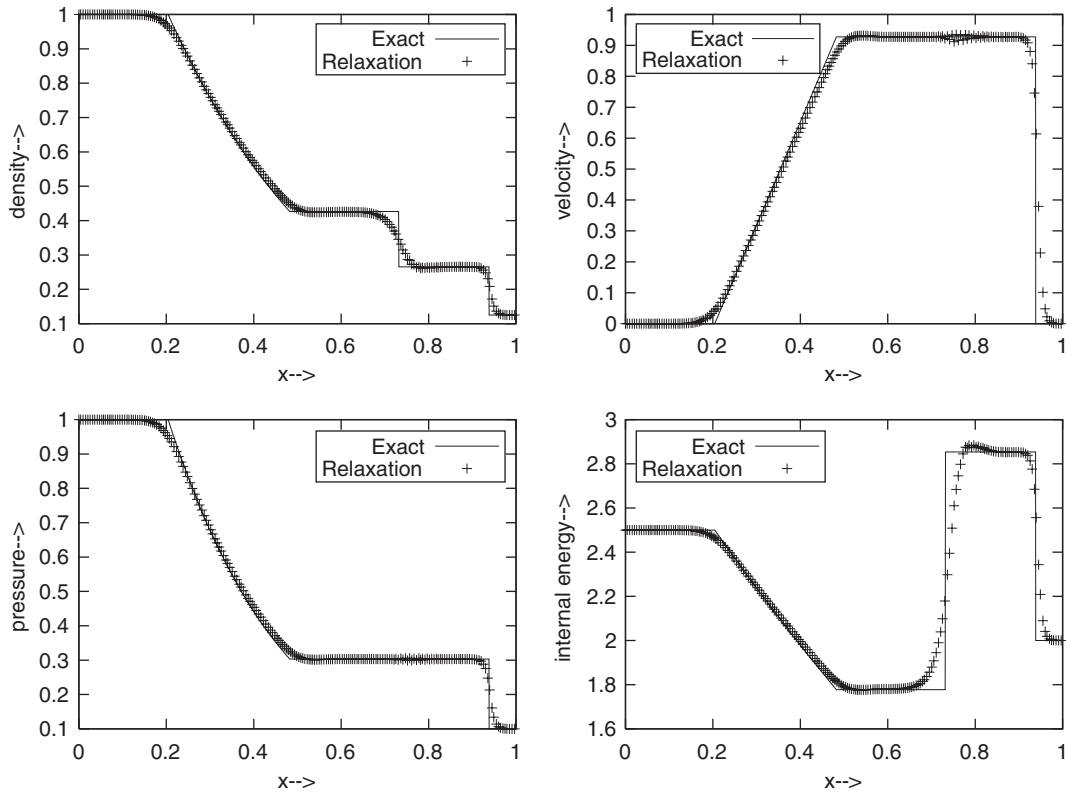 1
0.9
0.8
0.7
0.6
0.5
0.4
0.3
0.2
0.1
density-->
Exact
Relaxation
0 0.2 0.4 0.6 0.8 1
x-->
1
0.9
0.8
0.7
0.6
0.5
0.4
0.3
0.2
0.1
0
velocity-->
Exact
Relaxation
0 0.2 0.4 0.6 0.8 1
x-->
1
0.9
0.8
0.7
0.6
0.5
0.4
0.3
0.2
0.1
pressure-->
Exact
Relaxation
0 0.2 0.4 0.6 0.8 1
x-->
3
2.8
2.6
2.4
2.2
2
1.8
1.6
internal energy-->
Exact
Relaxation
0 0.2 0.4 0.6 0.8 1
x-->